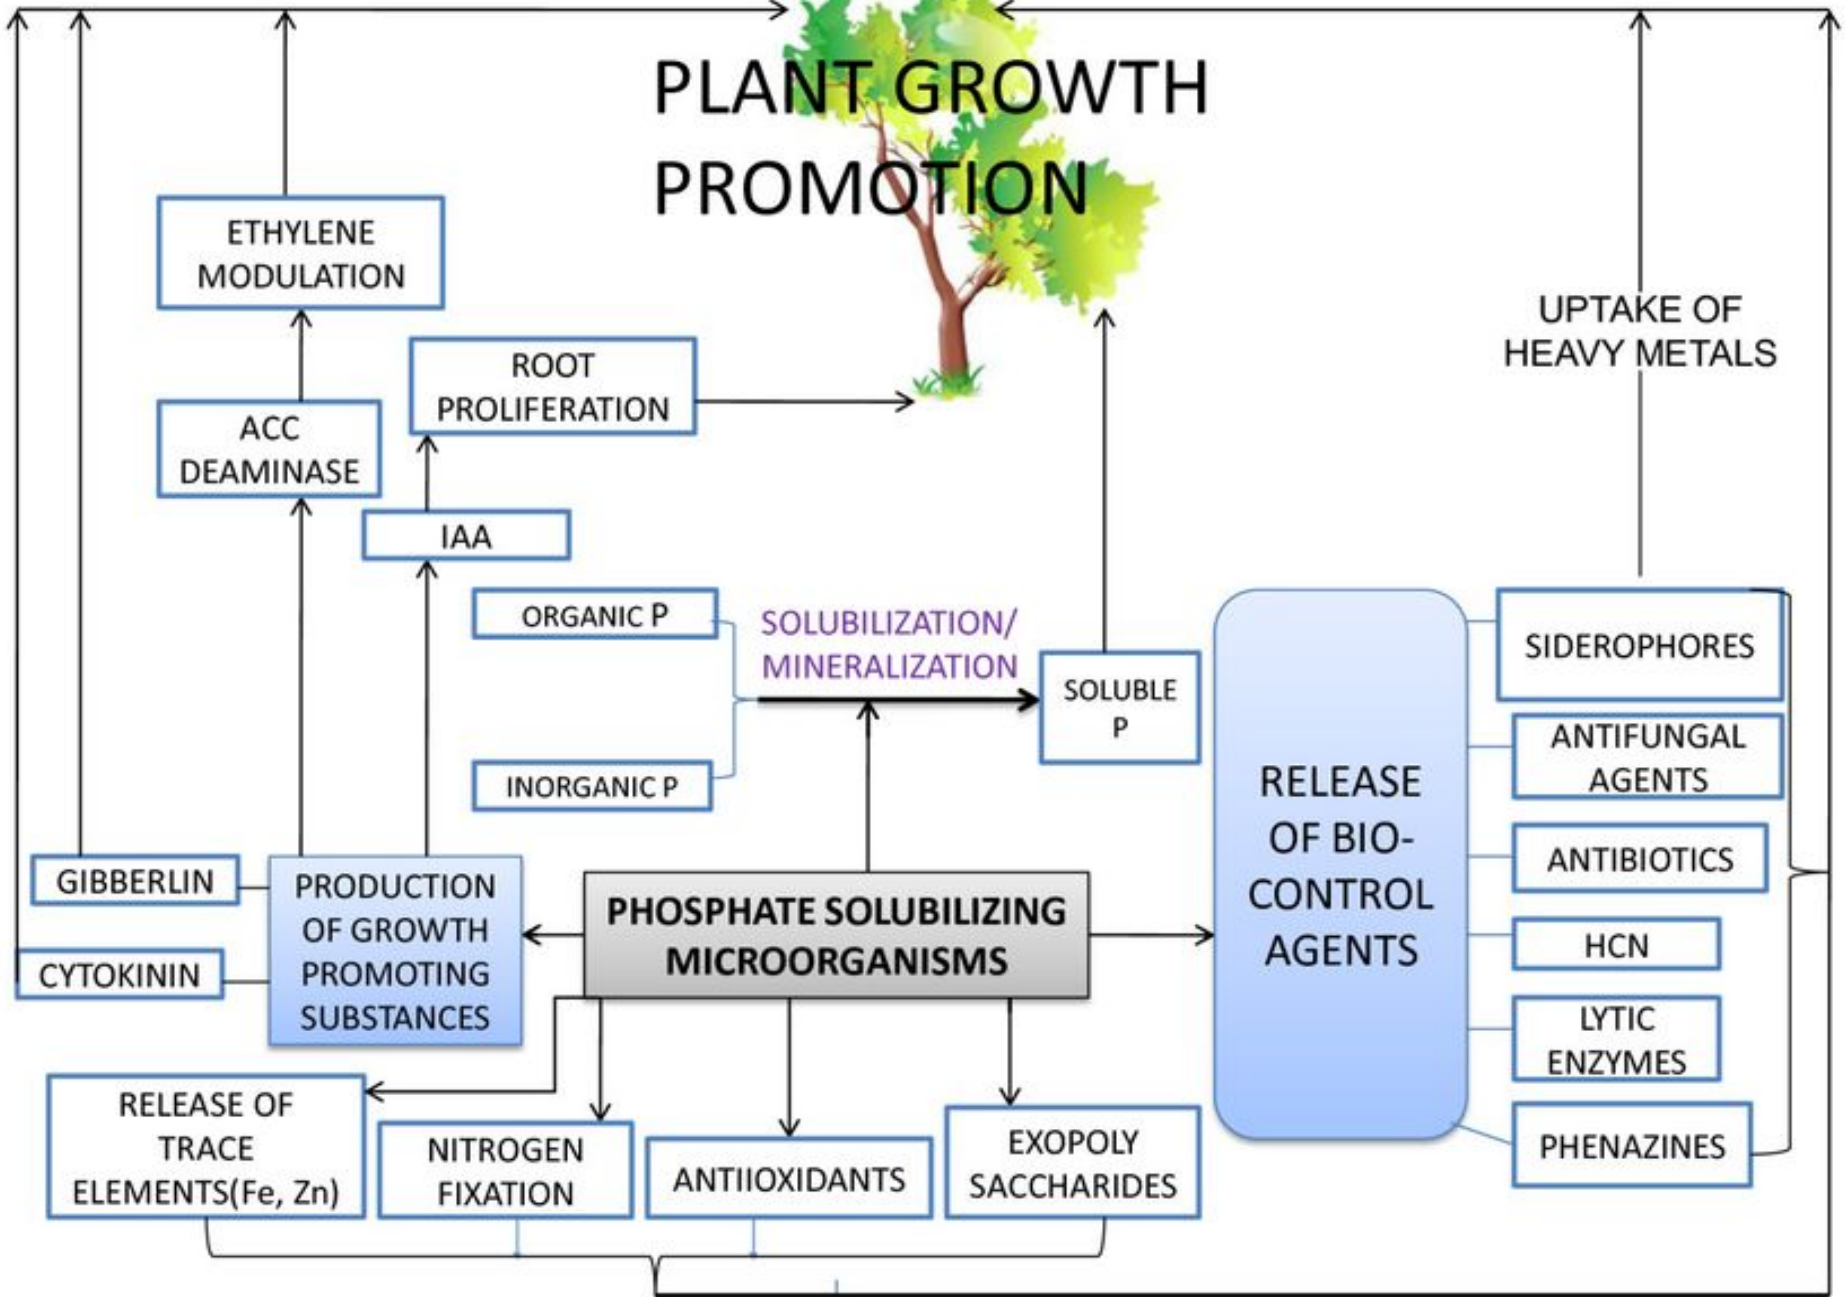 PLANT GROWTH
PROMOTION
ETHYLENE
MODULATION
UPTAKE OF
HEAVY METALS
ROOT
PROLIFERATION
ACC
DEAMINASE
IAA
ORGANIC P
SOLUBILIZATION/
MINERALIZATION
INORGANIC P
SOLUBLE
P
GIBBERLIN
CYTOKININ
PRODUCTION
OF GROWTH
PROMOTING
SUBSTANCES
PHOSPHATE SOLUBILIZING
MICROORGANISMS
RELEASE
OF BIO-
CONTROL
AGENTS
SIDEROPHORES
ANTIFUNGAL
AGENTS
ANTIBIOTICS
HCN
LYTIC
ENZYMES
PHENAZINES
RELEASE OF
TRACE
ELEMENTS(Fe, Zn)
NITROGEN
FIXATION
ANTIIOXIDANTS
EXOPOLY
SACCHARIDES